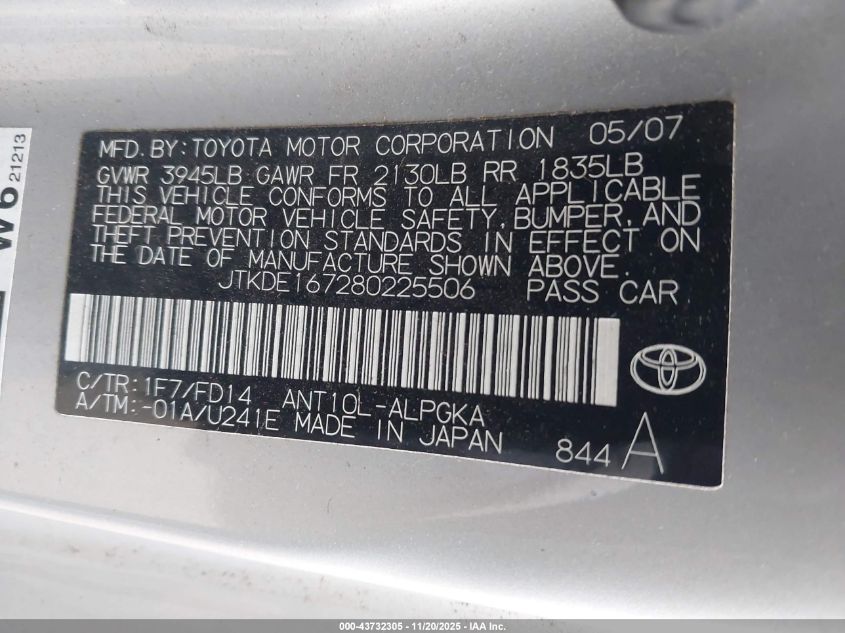 MFD.BY:TOYOTA MOTOR CORPORATION 05/07
GVWR 3945LB GAWR FR 2130LB RR 1835LB
THIS VEHICLE CONFORMS TO ALL APPLICABLE
FEDERAL MOTOR VEHICLE SAFETY, BUMPER, AND
THEFT PREVENTION STANDARDS IN EFFECT ON
THE DATE OF MANUFACTURE SHOWN ABOVE.
JTKDE167280225506 PASS CAR
C/TR:1F7/FD14 ANT10L-ALPGKA
A/TM:-01A/U241E MADE IN JAPAN
844 A
W6 21213
000-43732305 | 11/20/2025 - IAA Inc.